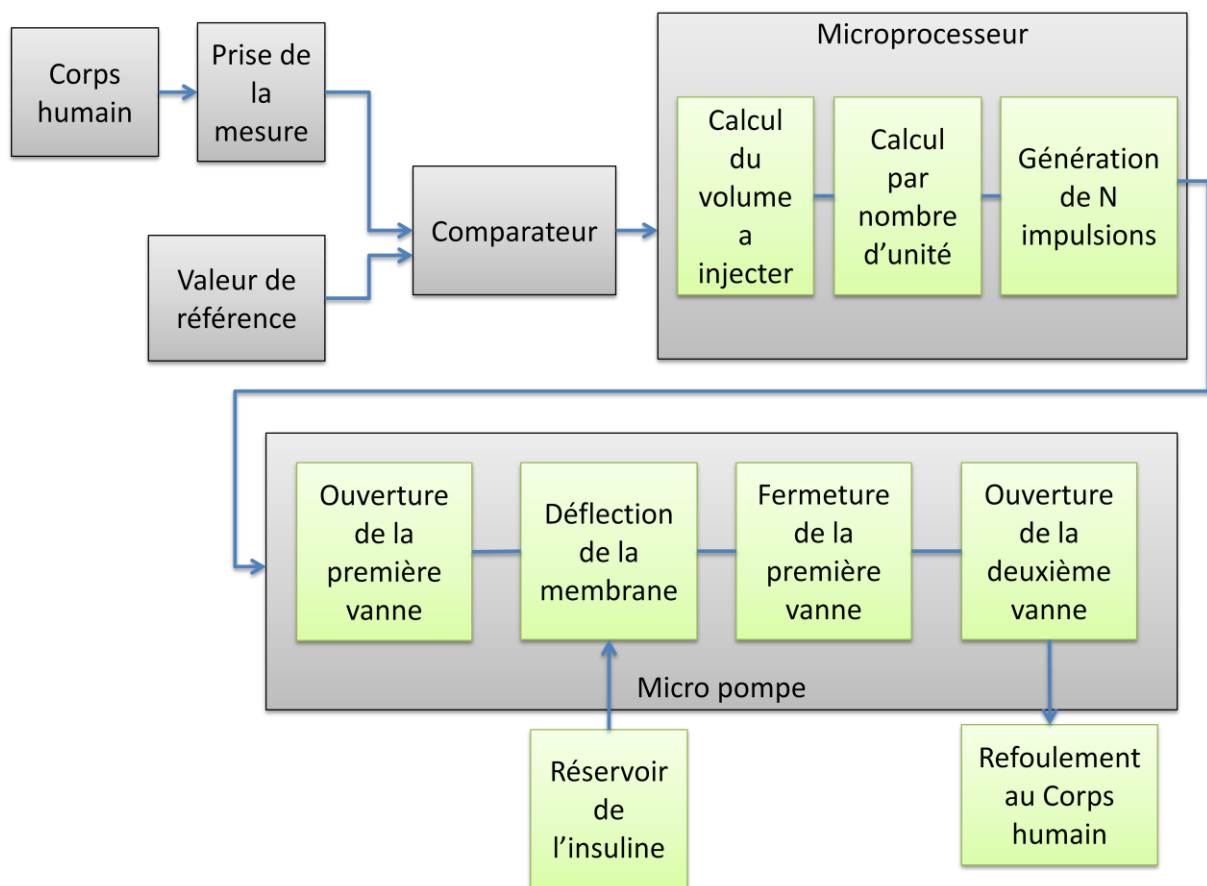 Corps
humain
Prise de
la
mesure
Valeur de
référence
Comparateur
Microprocesseur
Calcul
du
volume
a
injecter
Calcul
par
nombre
d’unité
Génération
de N
impulsions
Ouverture
de la
première
vanne
Déflection
de la
membrane
Fermeture
de la
première
vanne
Ouverture
de la
deuxième
vanne
Micro pompe
Réservoir
de
l’insuline
Refoulement
au Corps
humain